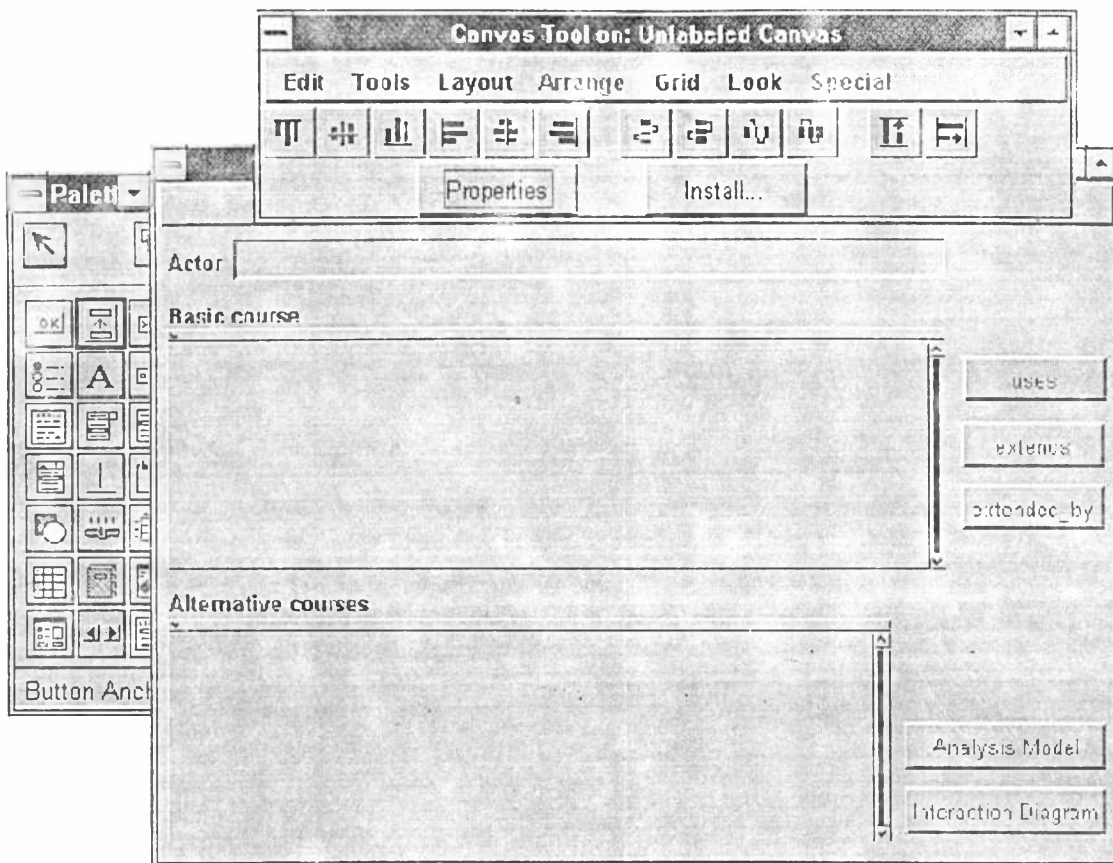 Canvas Tool on: Unlabeled Canvas
Edit Tools Layout Arrange Grid Look Special
Properties Install...
Palett
Actor
Basic course
OK
A
uses
extends
extended_by
Alternative courses
Button Anch
Analysis Model
Interaction Diagram